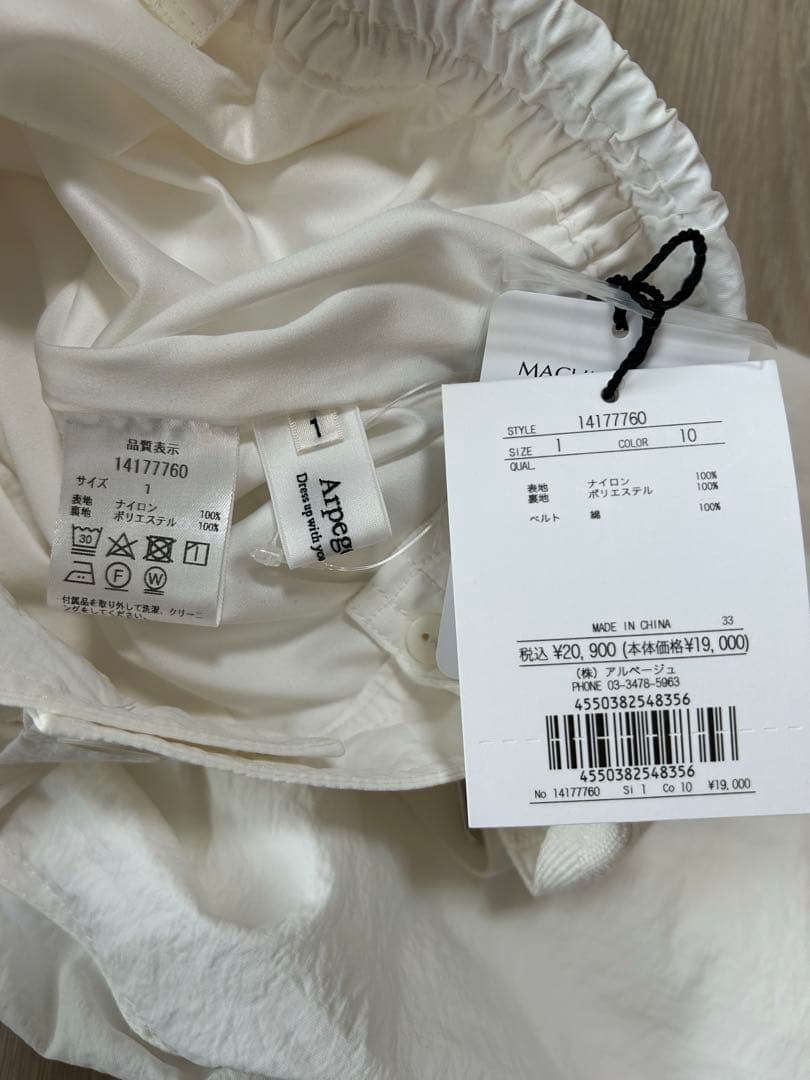 品質表示
14177760
サイズ
1
表地 ナイロン 100%
裏地 ポリエステル 100%
30
1
F
W
付属品を取り外して洗濯、クリーニ
ングをしてください。
1
Arpeg
Dress up with you
STYLE 14177760
SIZE 1 COLOR 10
QUAL.
表地 ナイロン 100%
裏地 ポリエステル 100%
ベルト 綿 100%
MADE IN CHINA 33
税込 ¥20,900 (本体価格¥19,000)
(株) アルページュ
PHONE 03-3478-5963
4550382548356
4550382548356
No 14177760 Si 1 Co 10 ¥19,000